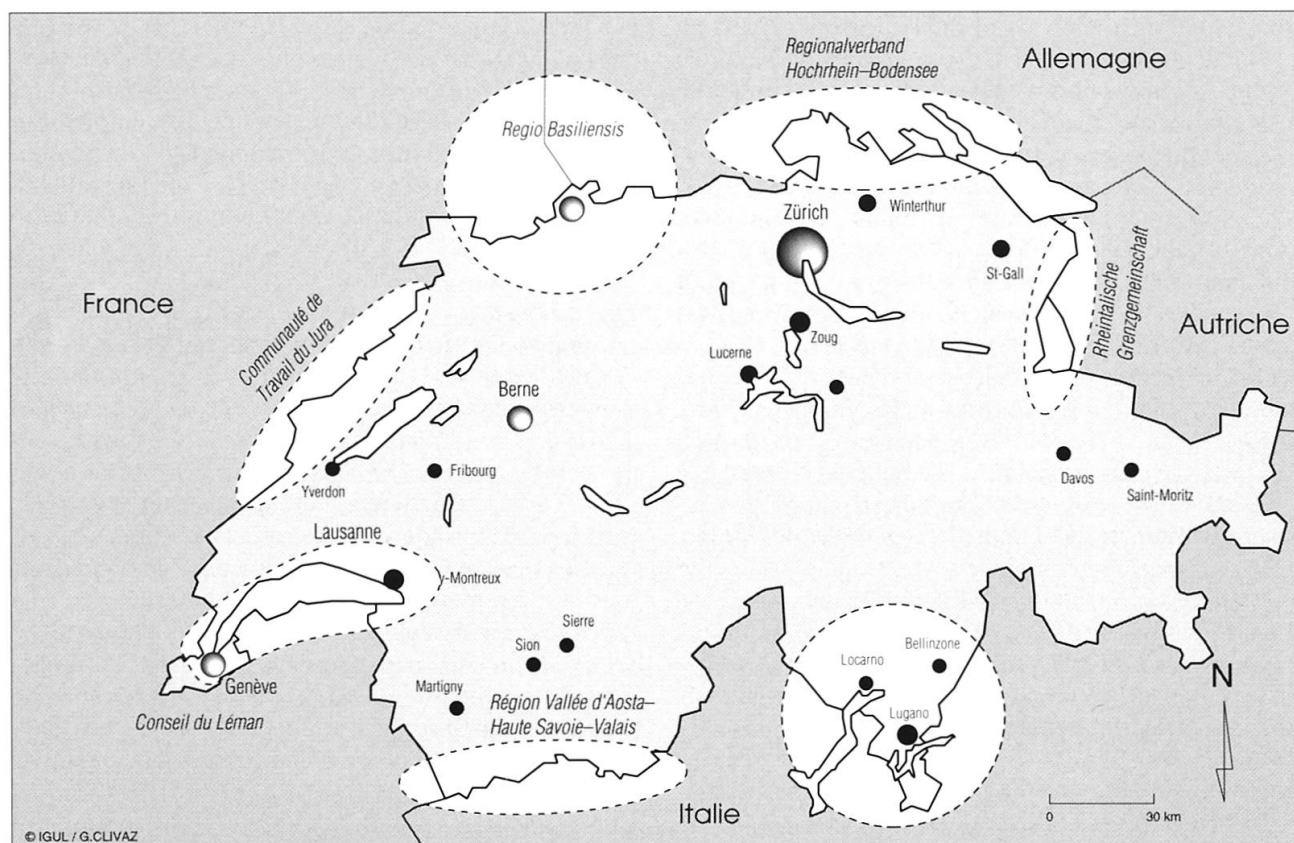 Regionalverband
Hochrhein–Bodensee
Allemagne
Regio Basiliensis
Zürich
Winterthur
St-Gall
Rheintalische
Grenzgemeinschaft
France
Communauté de
Travail du Jura
Autriche
Zoug
Lucerne
Berne
Yverdon
Fribourg
Davos
Saint-Moritz
Lausanne
y-Montreux
Sierre
Sion
Bellinzone
Locarno
Genève
Martigny
Région Vallée d'Aosta–
Haute Savoie–Valais
Lugano
N
Conseil du Léman
Italie
0
30 km
© IGUL / G.CLIVAZ